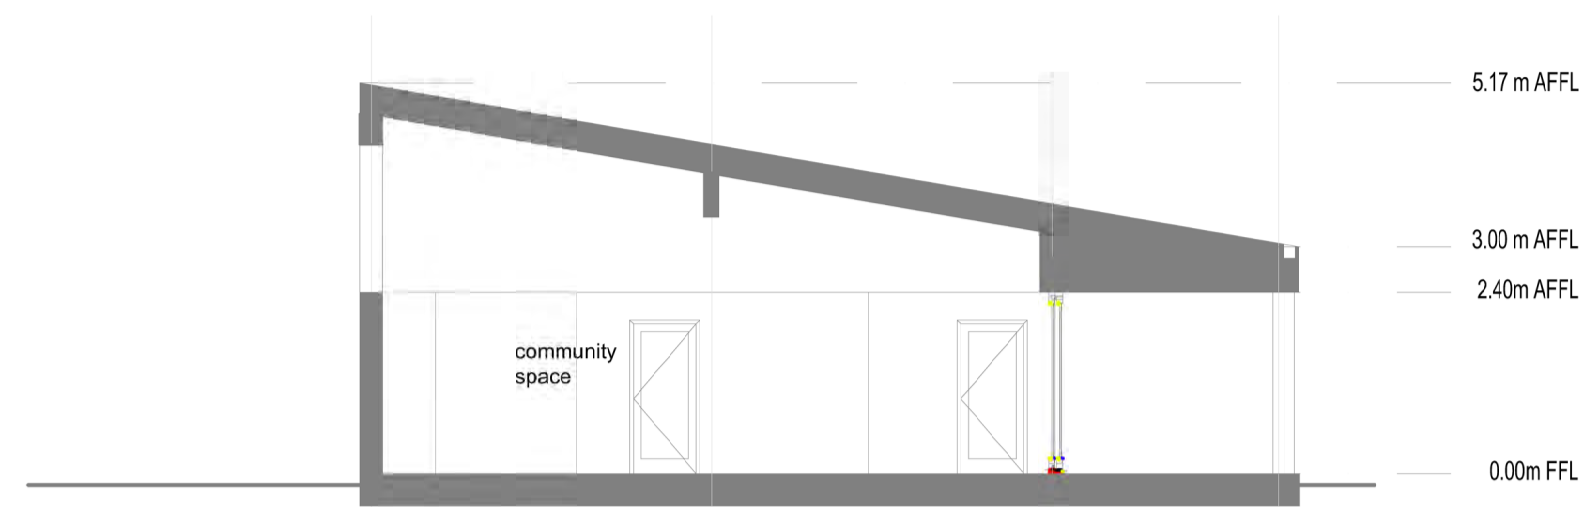 5.17 m AFFL
3.00 m AFFL
2.40m AFFL
community
space
0.00m FFL